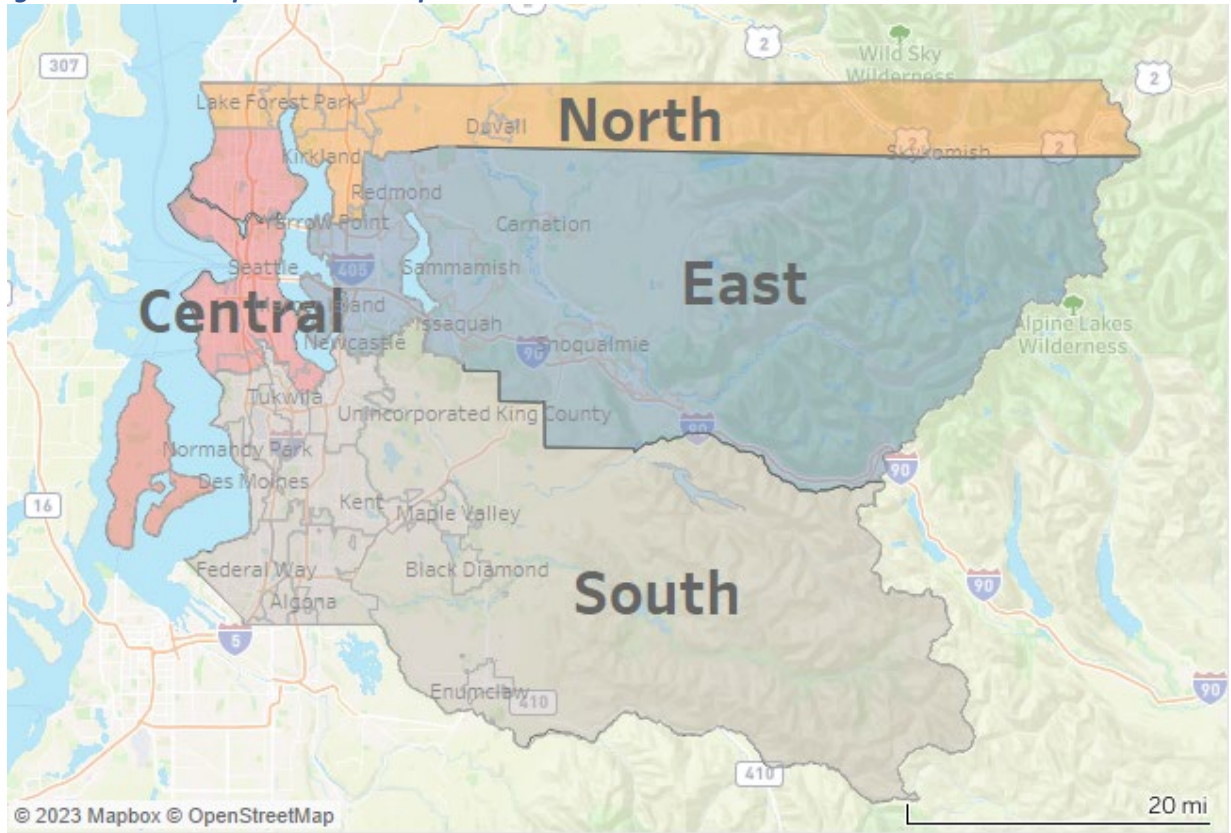 2
307
Wild Sky
Wilderness
2
Lake Forest Park
North
Duvall
2
Skykomish
2
Kirkland
Redmond
Yarrow Point
Carnation
Seattle
405
Sammamish
East
Central
Issaquah
Newcastle
90
Snoqualmie
Alpine Lakes
Wilderness
Tukwila
Unincorporated King County
90
Normandy Park
Des Moines
90
16
Kent
Maple Valley
Federal Way
Black Diamond
90
South
Algona
5
Enumclaw
410
90
410
20 mi
© 2023 Mapbox © OpenStreetMap